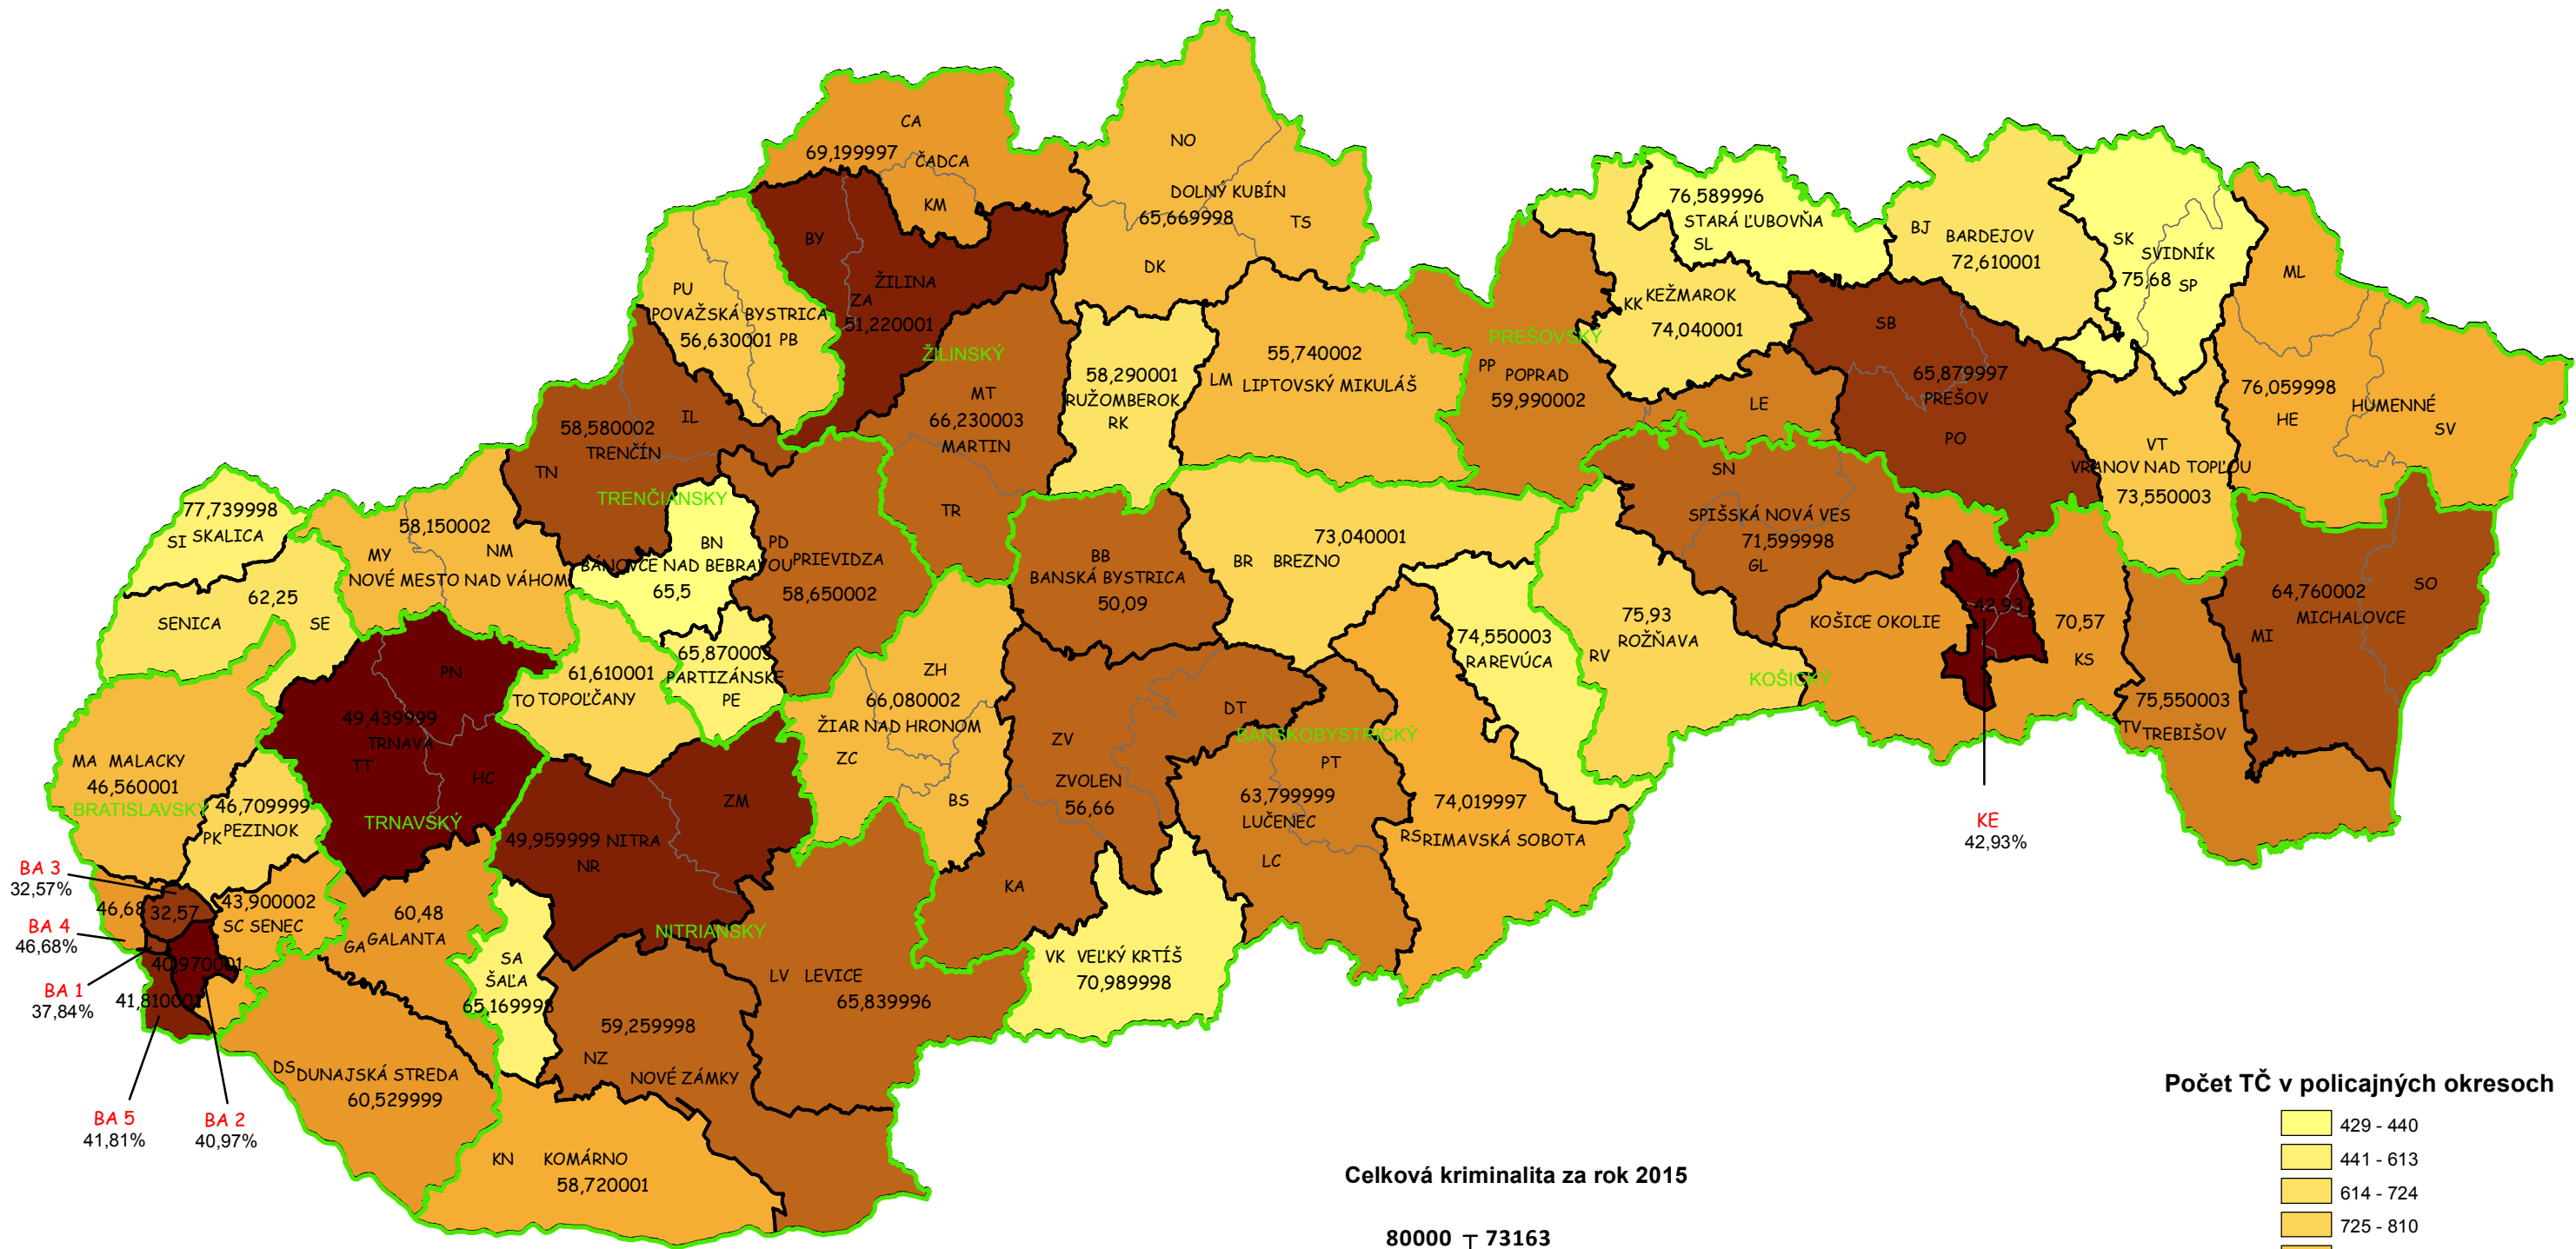 CA
69,199997
ČADCA
KM
NO
DOLNÝ KUBÍN
65,669998
TS
DK
BY
ŽILINA
ZA
51,220001
ŽILINSKÝ
PU
POVAŽSKÁ BYSTRICA
56,630001 PB
MT
66,230003
MARTIN
TR
58,290001
RUŽOMBEROK
RK
55,740002
LM LIPTOVSKÝ MIKULÁŠ
PREŠOVSKÝ
PP
POPRAD
59,990002
LE
KK
KEŽMAROK
74,040001
76,589996
STARÁ ĽUBOVŇA
SL
BJ
BARDEJOV
72,610001
SK
SVIDNÍK
75,68 SP
ML
76,059998
HE
HUMENNÉ
SV
SB
65,879997
PREŠOV
PO
VT
VRANOV NAD TOPĽOU
73,550003
58,580002
TRENČÍN
IL
TN
TRENČIANSKY
77,739998
SI SKALICA
58,150002
MY
NM
NOVÉ MESTO NAD VÁHOM
62,25
SENICA
SE
BN
BÁNOVCE NAD BEBRAVOU
65,5
PD
PRIEVIDZA
58,650002
BB
BANSKÁ BYSTRICA
50,09
73,040001
BR BREZNO
SN
SPIŠSKÁ NOVÁ VES
71,599998
GL
75,93
ROŽŇAVA
RV
74,550003
RAREVÚCA
KOŠICE OKOLIE
42,93
70,57
KS
KOŠICKÝ
64,760002
MICHALOVCE
MI
SO
75,550003
TV TREBIŠOV
KE
42,93%
PN
49,439999
TRNAVA
TT
HC
TRNAVSKÝ
61,610001
TO TOPOĽČANY
65,870003
PARTIZÁNSKE
PE
ZH
66,080002
ŽIAR NAD HRONOM
ZC
BS
DT
ZV
ZVOLEN
56,66
KA
BANSKOBYSTRICKÝ
PT
63,799999
LUČENEC
LC
74,019997
RS RIMAVSKÁ SOBOTA
MA MALACKY
46,560001
BRATISLAVSKÝ
46,709999
PK PEZINOK
49,959999 NITRA
NR
ZM
NITRIANSKY
BA 3
32,57%
BA 4
46,68%
BA 1
37,84%
46,68
32,57
43,900002
SC SENEC
40,970001
41,810001
BA 5
41,81%
BA 2
40,97%
60,48
GA GALANTA
SA
ŠAĽA
65,169998
LV LEVICE
65,839996
VK VEĽKÝ KRTÍŠ
70,989998
59,259998
NZ
NOVÉ ZÁMKY
DS DUNAJSKÁ STREDA
60,529999
KN KOMÁRNO
58,720001
Celková kriminalita za rok 2015
80000 73163
Počet TČ v policajných okresoch
429 - 440
441 - 613
614 - 724
725 - 810